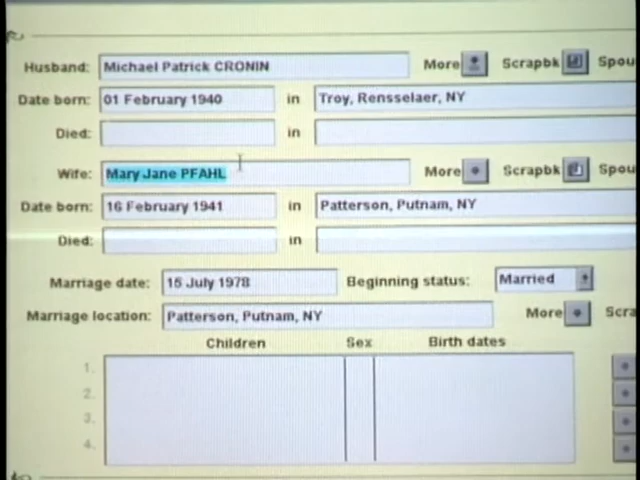 Husband: Michael Patrick CRONIN More Scrapbk Spou
Date born: 01 February 1940 in Troy, Rensselaer, NY
Died: in
Wife: Mary Jane PFAHL More Scrapbk Spou
Date born: 16 February 1941 in Patterson, Putnam, NY
Died: in
Marriage date: 15 July 1978 Beginning status: Married
Marriage location: Patterson, Putnam, NY More Scra
Children Sex Birth dates
1.
2.
3.
4.